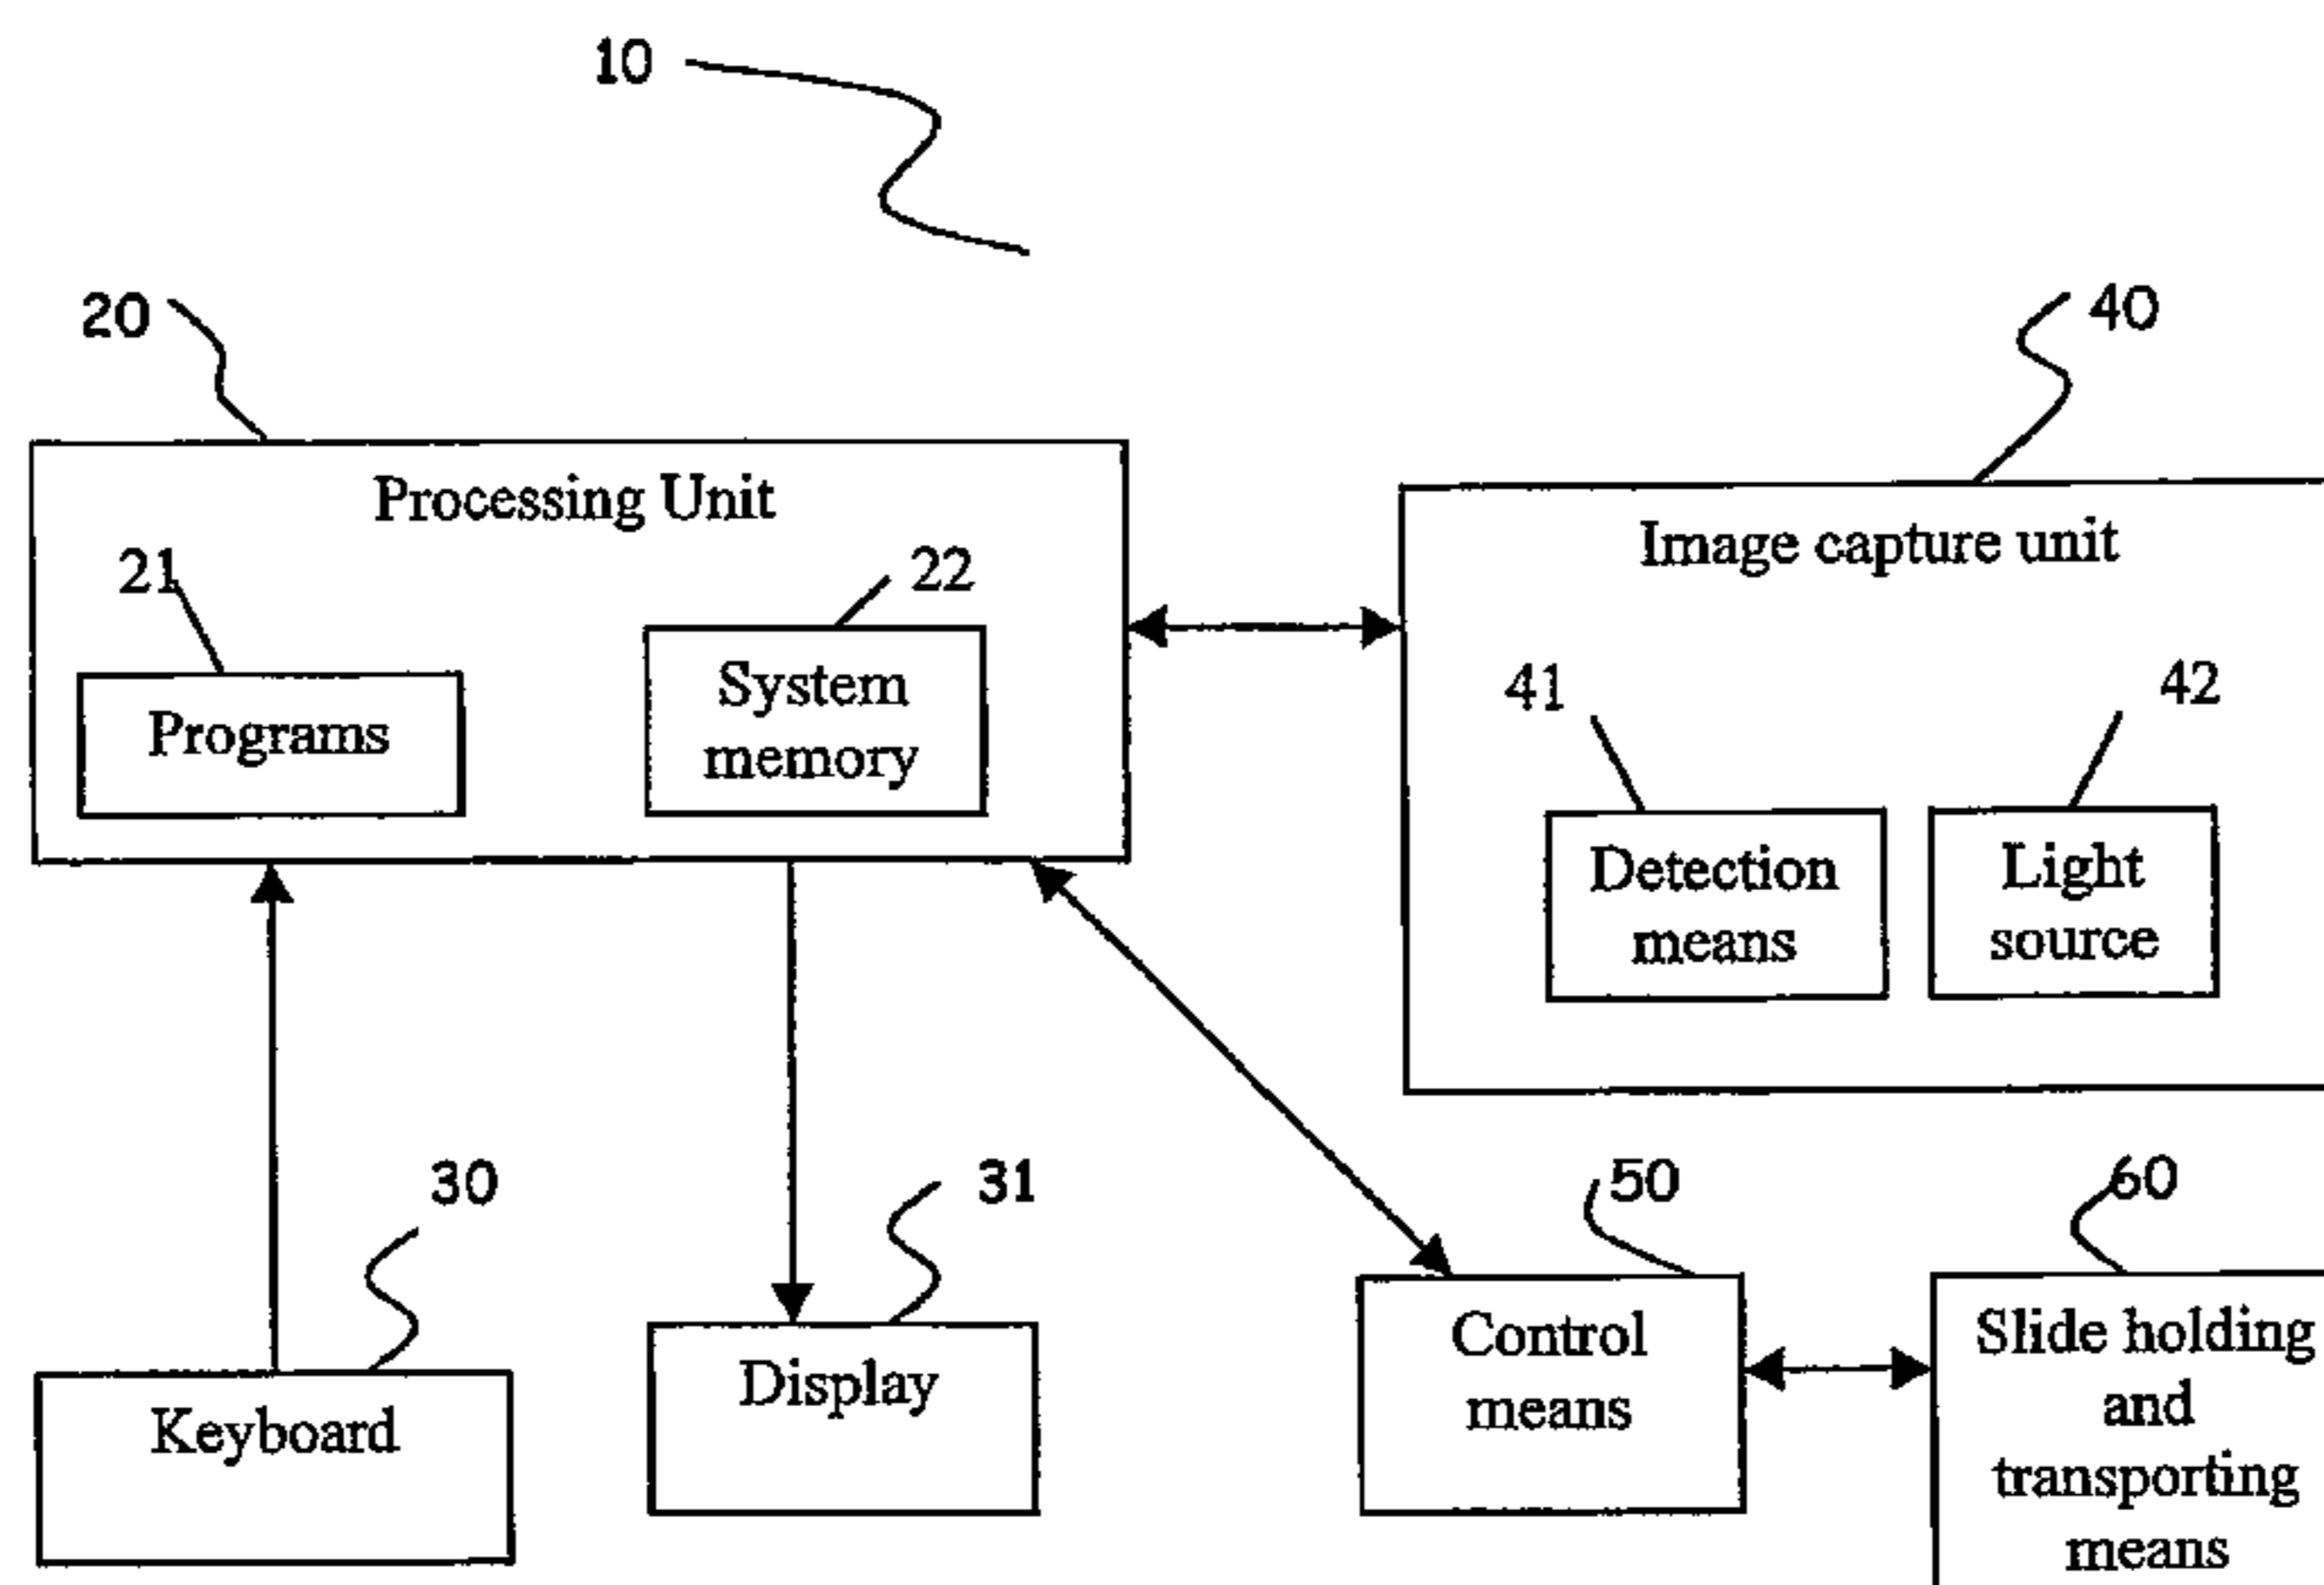 10
20
40
Processing Unit
Image capture unit
21
22
Programs
System
memory
41
42
Detection
means
Light
source
30
31
50
60
Keyboard
Display
Control
means
Slide holding
and
transporting
means